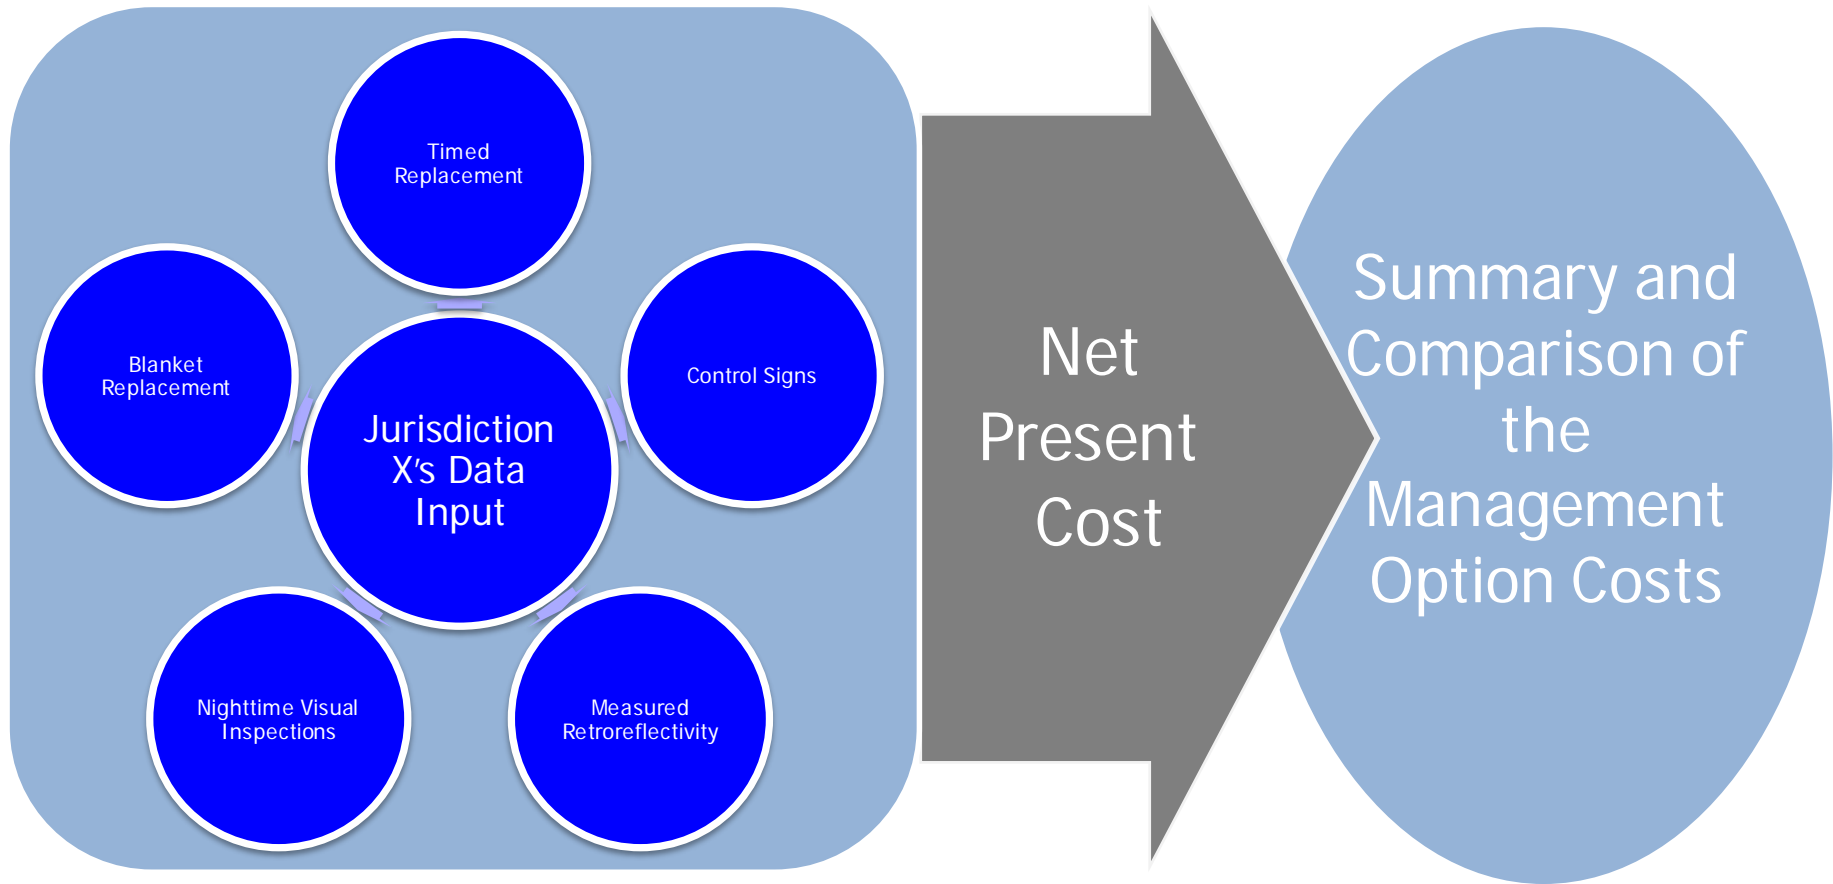 Timed
Replacement
Blanket
Replacement
Control Signs
Jurisdiction
X’s Data
Input
Nighttime Visual
Inspections
Measured
Retroreflectivity
Net
Present
Cost
Summary and
Comparison of
the
Management
Option Costs